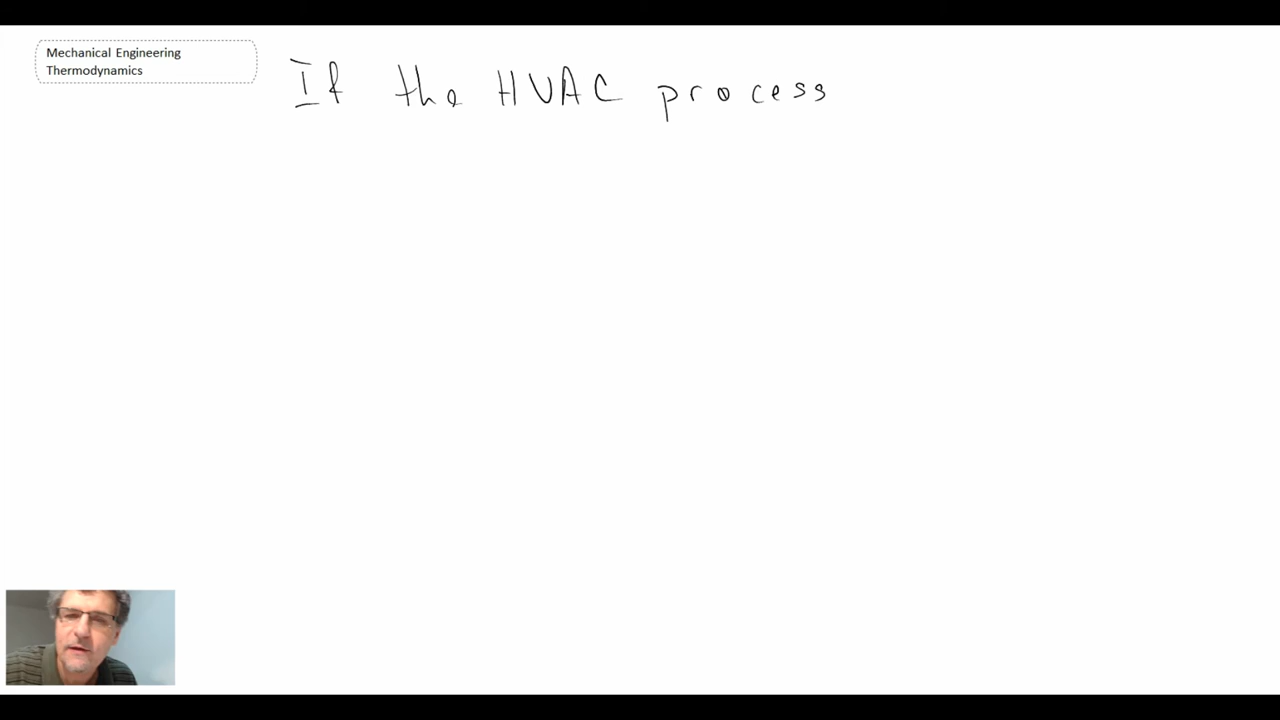 Mechanical Engineering
Thermodynamics
If the HVAC process